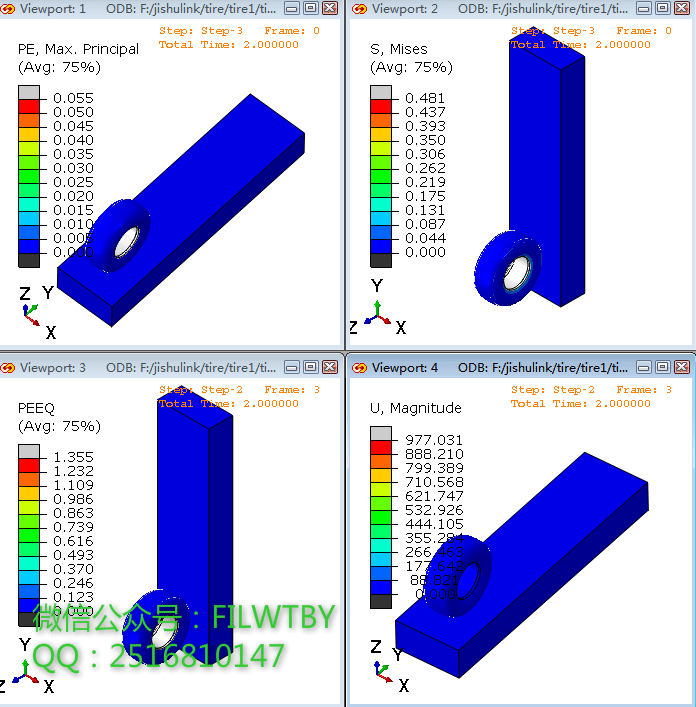 Viewport: 1 ODB: F:/jishulink/tire/tire1/ti...
Step: Step-3 Frame: 0
Total Time: 2.000000
PE, Max. Principal
(Avg: 75%)
0.055
0.050
0.045
0.040
0.035
0.030
0.025
0.020
0.015
0.010
0.005
0.000
Z Y
X
Viewport: 2 ODB: F:/jishulink/tire/tire1/ti...
Step: Step-3 Frame: 0
Total Time: 2.000000
S, Mises
(Avg: 75%)
0.481
0.437
0.393
0.350
0.306
0.262
0.219
0.175
0.131
0.087
0.044
0.000
Y
Z X
Viewport: 3 ODB: F:/jishulink/tire/tire1/ti...
Step: Step-2 Frame: 3
Total Time: 2.000000
PEEQ
(Avg: 75%)
1.355
1.232
1.109
0.986
0.863
0.739
0.616
0.493
0.370
0.246
0.123
0.000
微信公众号：FILWTBY
QQ：2516810147
Y
Z X
Viewport: 4 ODB: F:/jishulink/tire/tire1/ti...
Step: Step-2 Frame: 3
Total Time: 2.000000
U, Magnitude
977.031
888.210
799.389
710.568
621.747
532.926
444.105
355.284
88.821
0.000
Z Y
X